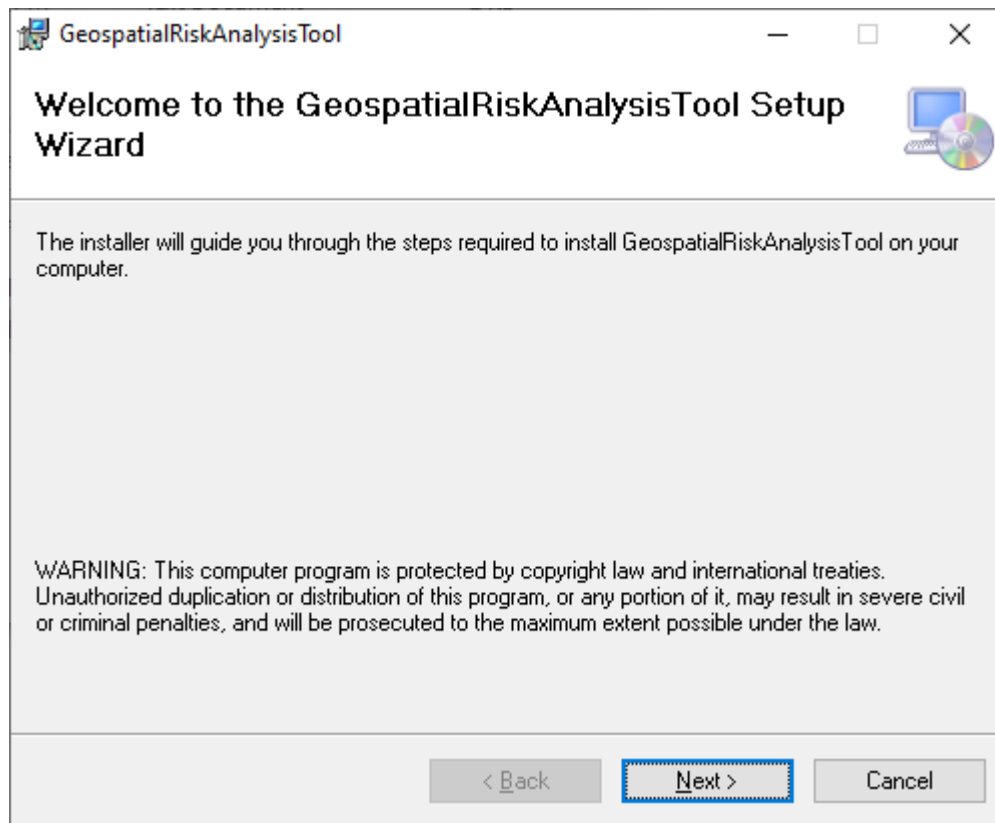 GeospatialRiskAnalysisTool
Welcome to the GeospatialRiskAnalysisTool Setup
Wizard
The installer will guide you through the steps required to install GeospatialRiskAnalysisTool on your
computer.
WARNING: This computer program is protected by copyright law and international treaties.
Unauthorized duplication or distribution of this program, or any portion of it, may result in severe civil
or criminal penalties, and will be prosecuted to the maximum extent possible under the law.
< Back
Next >
Cancel